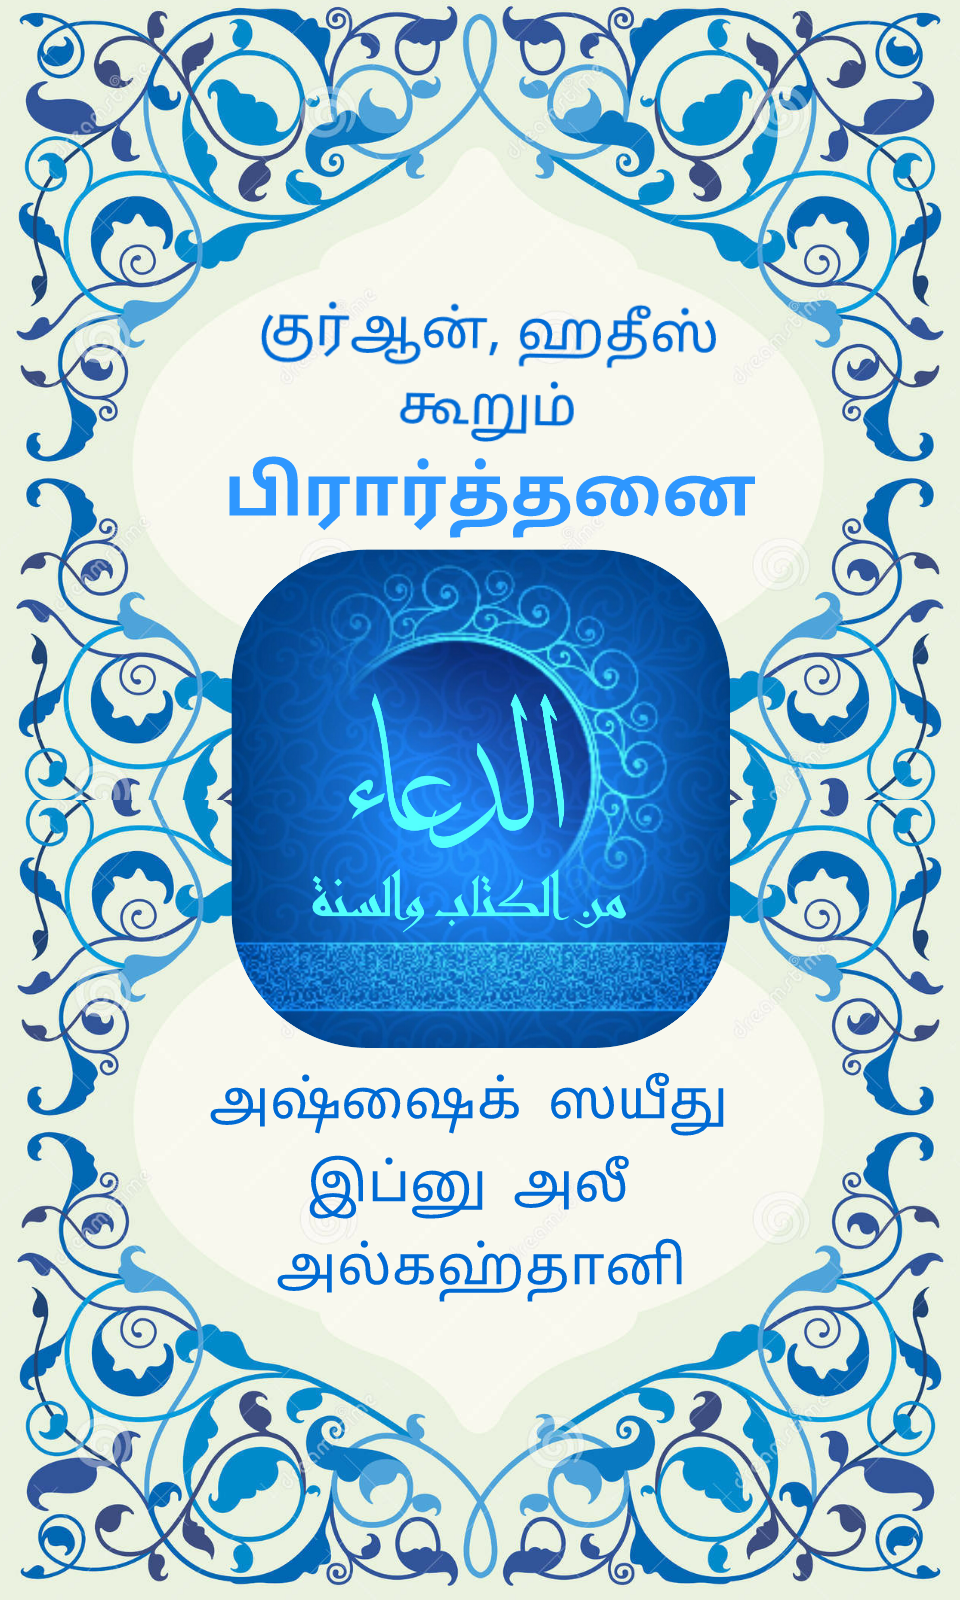 குர்ஆன், ஹதீஸ்
கூறும்
பிரார்த்தனை
الدعاء
من الكتاب والسنة
அஷ்ஷைக் ஸயீது
இப்னு அலீ
அல்கஹ்தானி